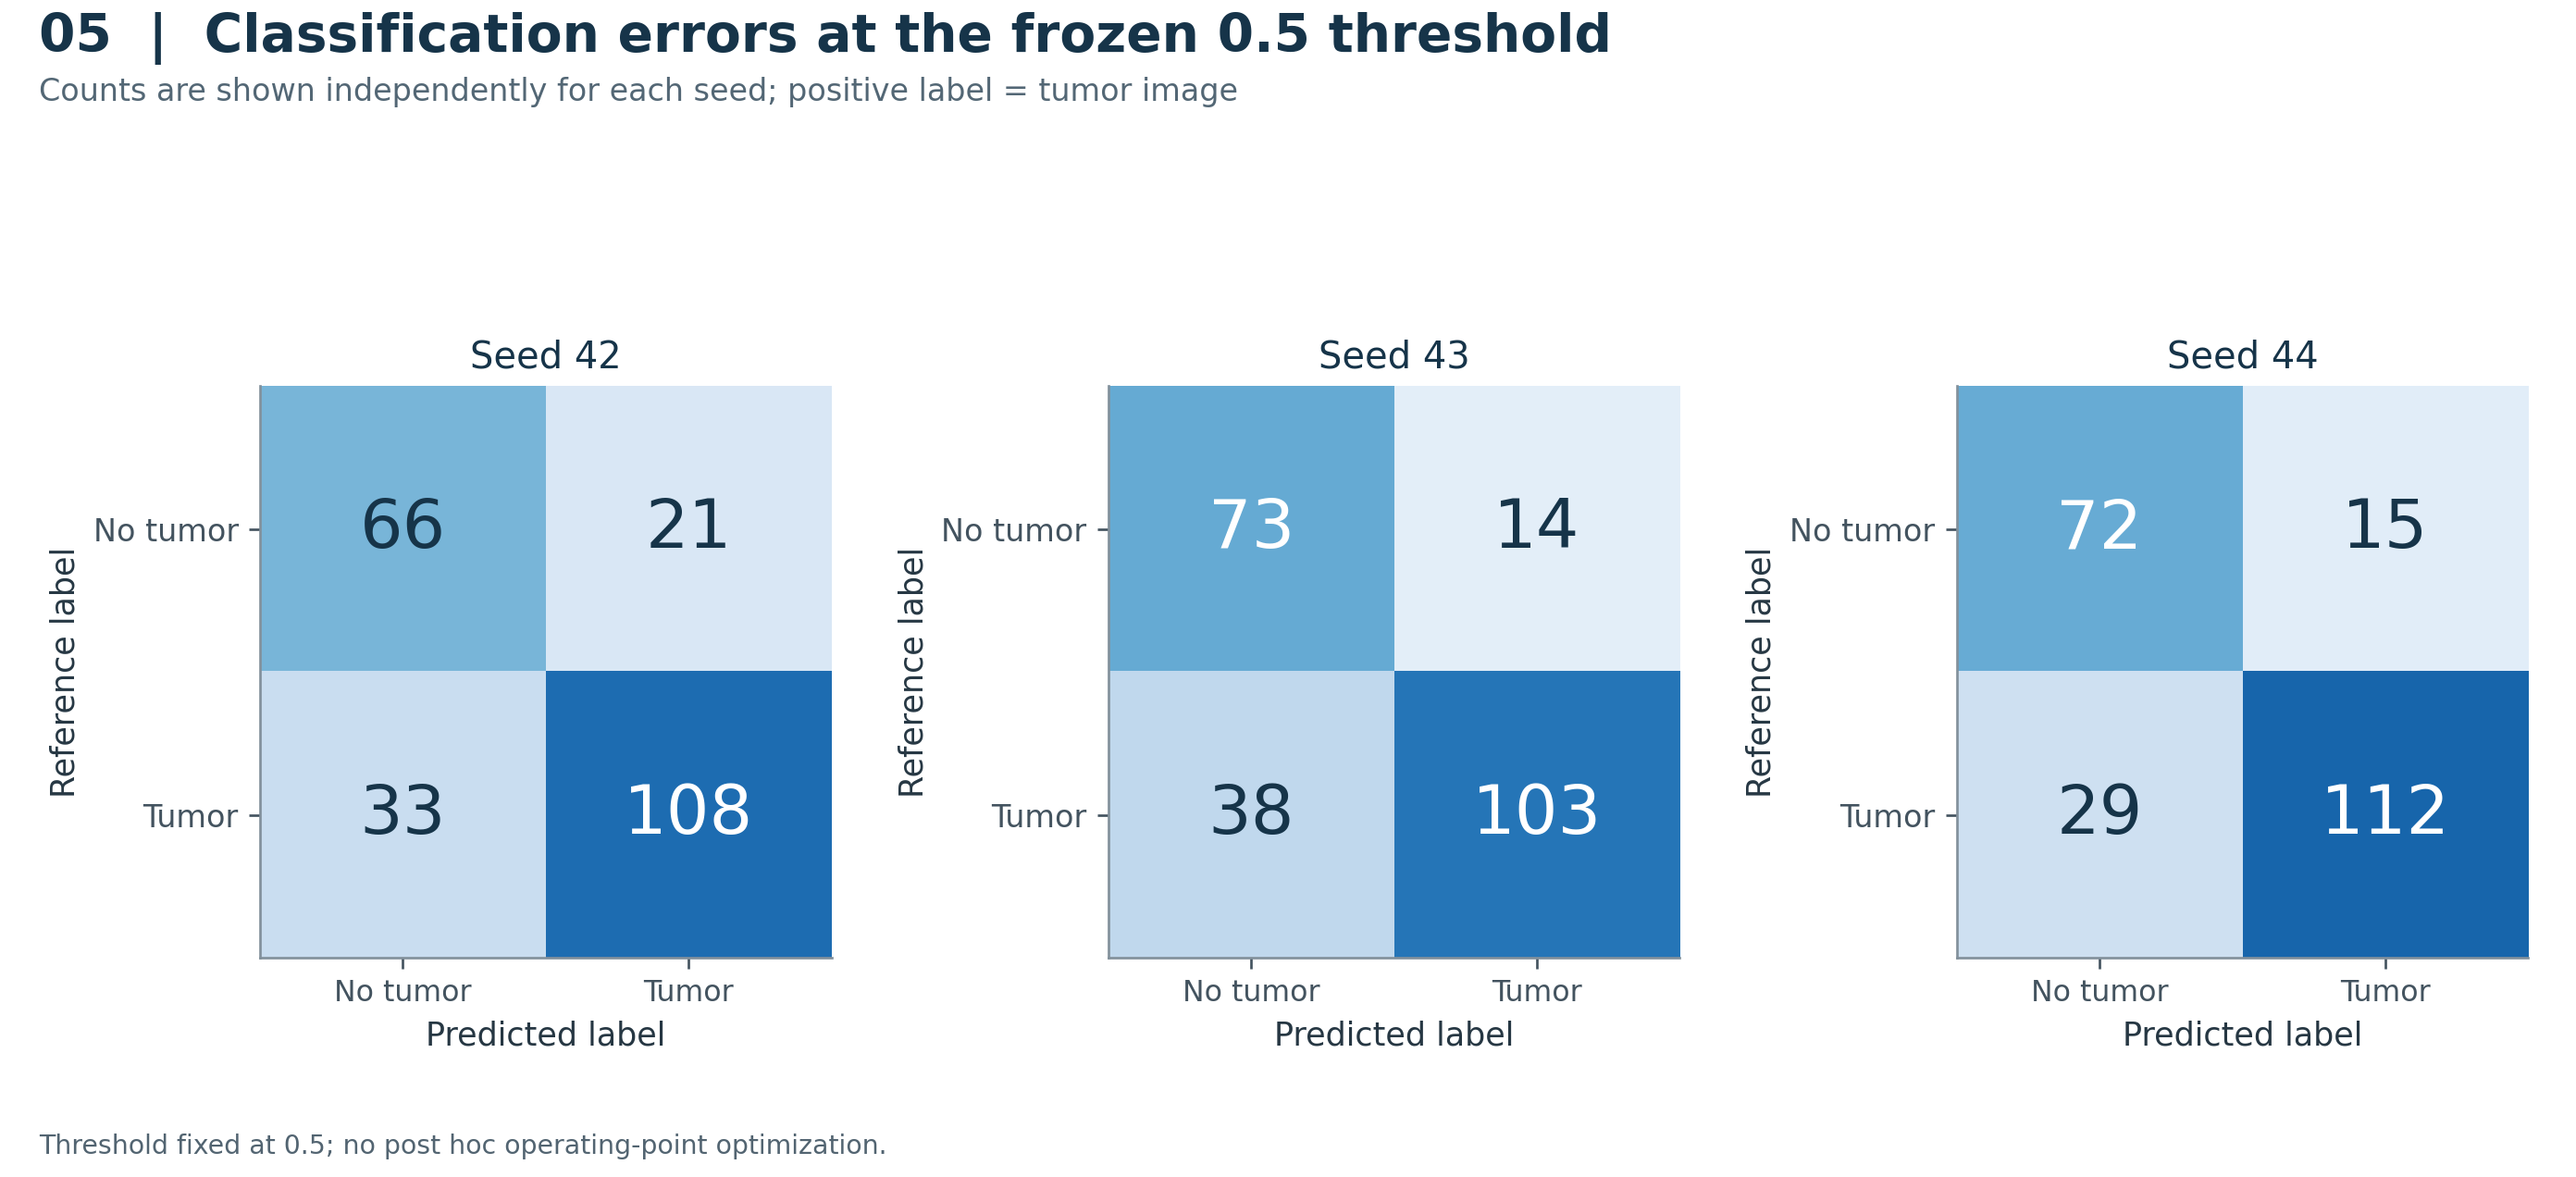 05 | Classification errors at the frozen 0.5 threshold
Counts are shown independently for each seed; positive label = tumor image
Seed 42
Reference label
No tumor
66
21
Tumor
33
108
No tumor
Tumor
Predicted label
Seed 43
Reference label
No tumor
73
14
Tumor
38
103
No tumor
Tumor
Predicted label
Seed 44
Reference label
No tumor
72
15
Tumor
29
112
No tumor
Tumor
Predicted label
Threshold fixed at 0.5; no post hoc operating-point optimization.